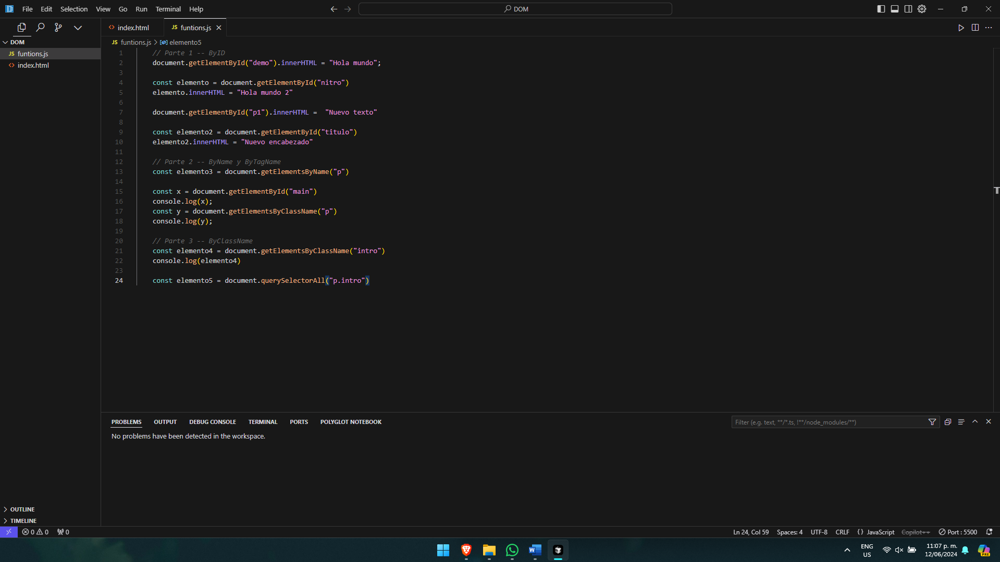 File Edit Selection View Go Run Terminal Help
DOM
index.html
JS funtions.js
JS funtions.js > elemento5
DOM
JS funtions.js
index.html
1 // Parte 1 -- ByID
2 document.getElementById("demo").innerHTML = "Hola mundo";
3
4 const elemento = document.getElementById("nitro")
5 elemento.innerHTML = "Hola mundo 2"
6
7 document.getElementById("p1").innerHTML =  "Nuevo texto"
8
9 const elemento2 = document.getElementById("titulo")
10 elemento2.innerHTML = "Nuevo encabezado"
11
12 // Parte 2 -- ByName y ByTagName
13 const elemento3 = document.getElementsByName("p")
14
15 const x = document.getElementById("main")
16 console.log(x);
17 const y = document.getElementsByClassName("p")
18 console.log(y);
19
20 // Parte 3 -- ByClassName
21 const elemento4 = document.getElementsByClassName("intro")
22 console.log(elemento4)
23
24 const elemento5 = document.querySelectorAll("p.intro")
PROBLEMS OUTPUT DEBUG CONSOLE TERMINAL PORTS POLYGLOT NOTEBOOK
Filter (e.g. text, **/*.ts, !**/node_modules/**)
No problems have been detected in the workspace.
OUTLINE
TIMELINE
0 0 0
Ln 24, Col 59 Spaces: 4 UTF-8 CRLF {} JavaScript Copilot++ Port : 5500
ENG
US
11:07 p. m.
12/06/2024
PRE